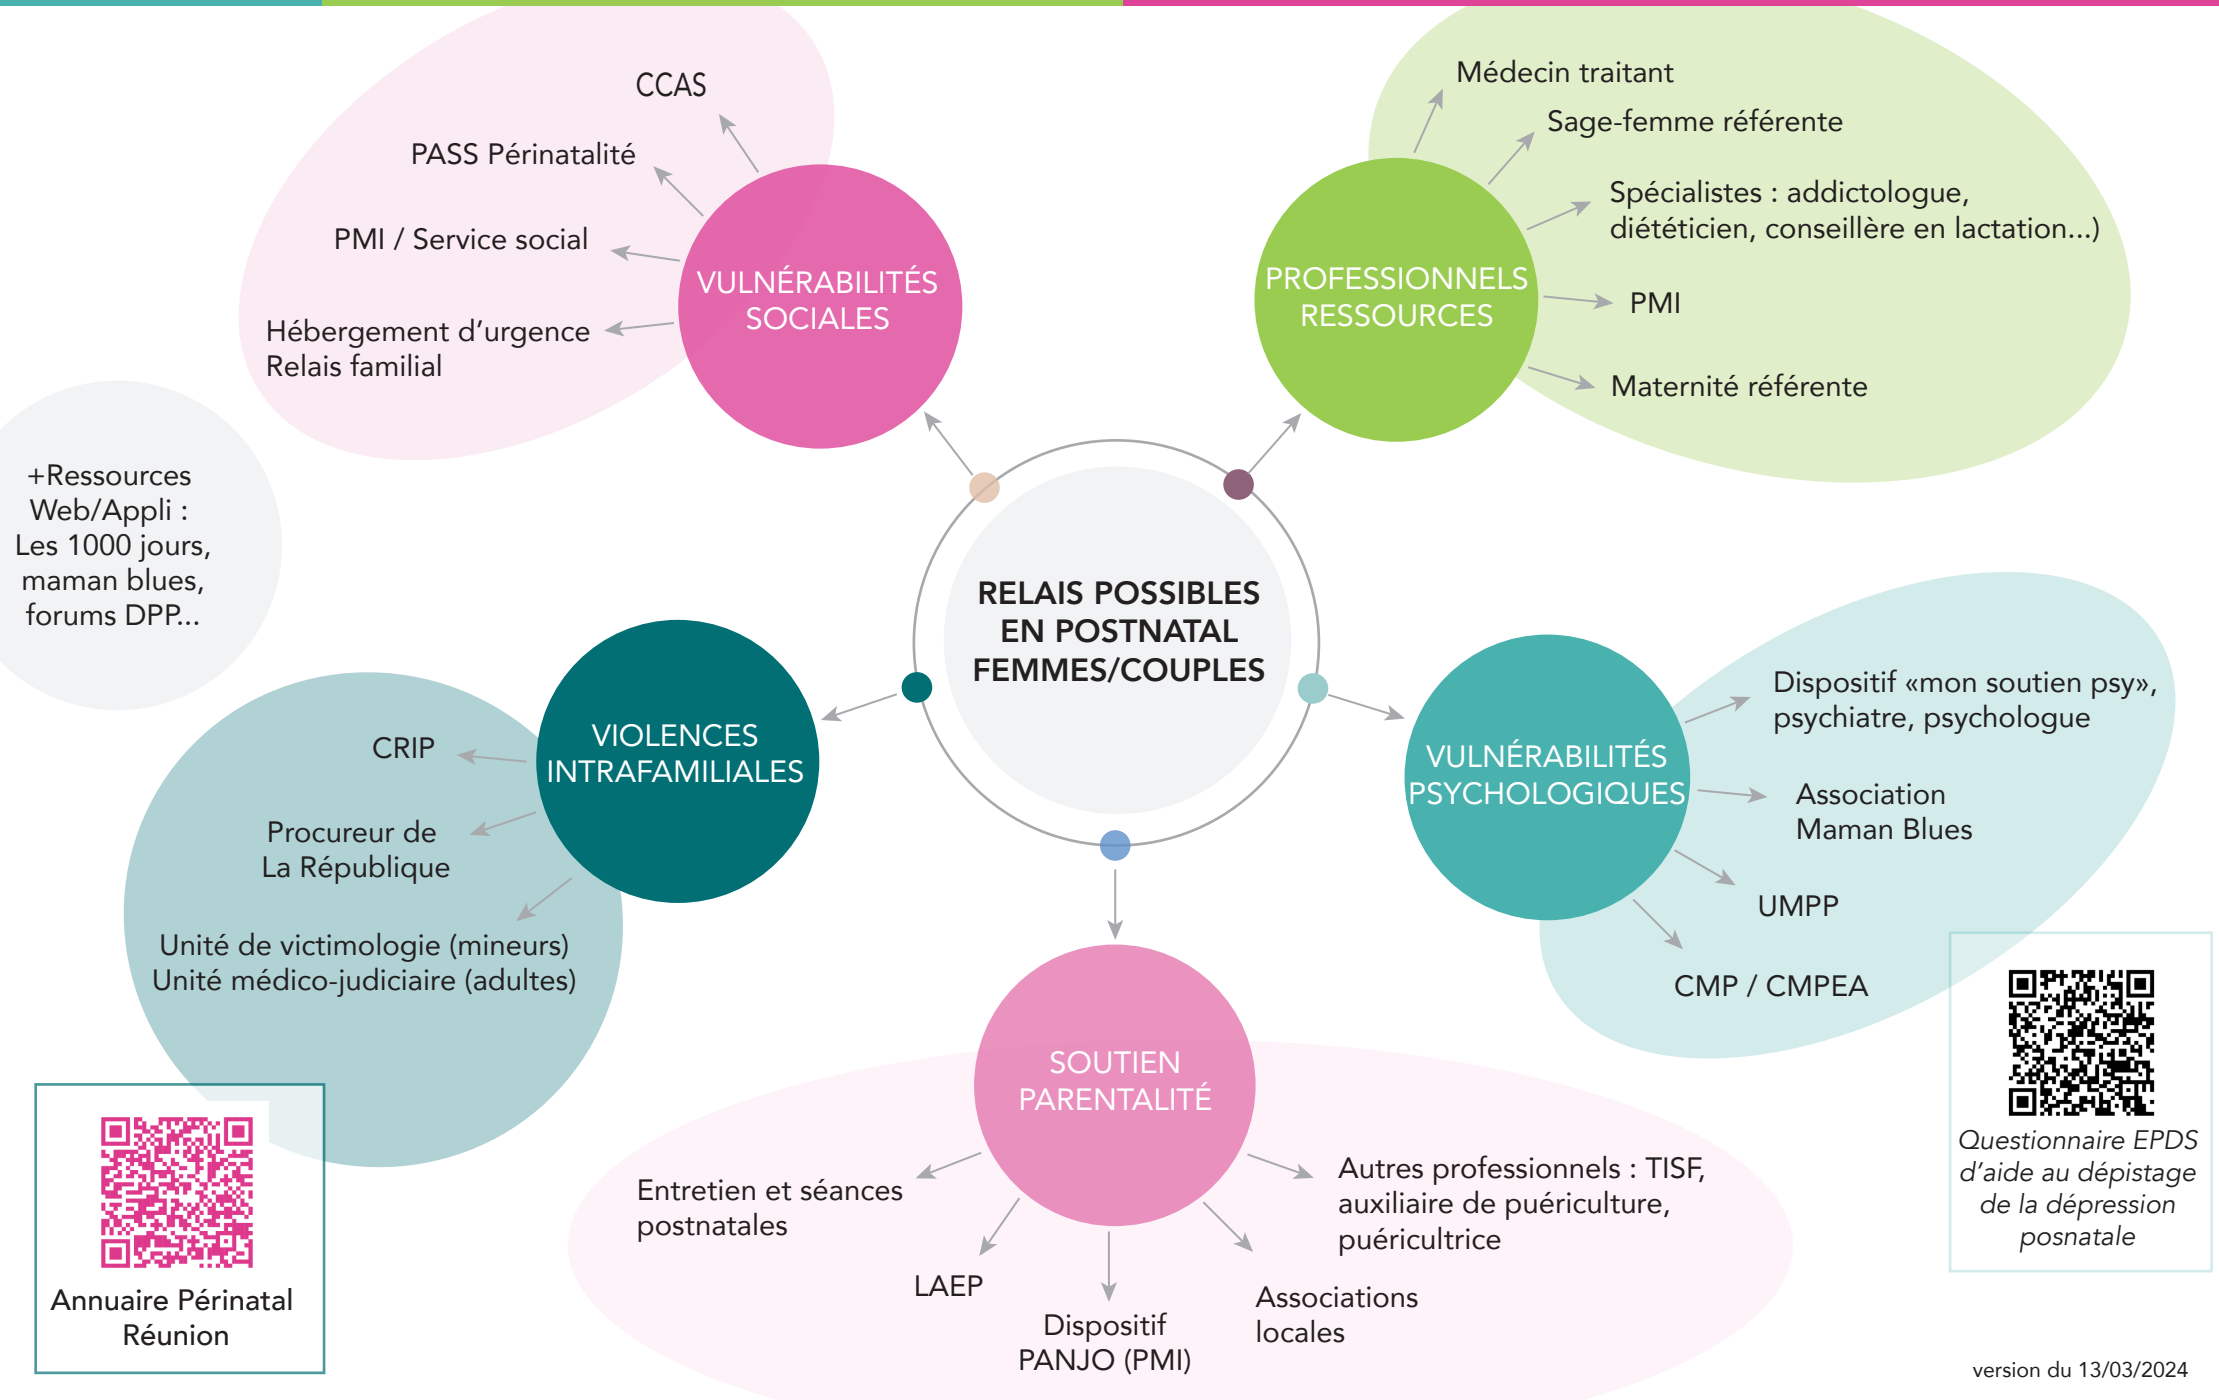 CCAS
PASS Périnatalité
PMI / Service social
Hébergement d'urgence
Relais familial
VULNÉRABILITÉS
SOCIALES
Médecin traitant
Sage-femme référente
Spécialistes : addictologue,
diététicien, conseillère en lactation...)
PMI
Maternité référente
PROFESSIONNELS
RESSOURCES
+Ressources
Web/Appli :
Les 1000 jours,
maman blues,
forums DPP...
RELAIS POSSIBLES
EN POSTNATAL
FEMMES/COUPLES
VIOLENCES
INTRAFAMILIALES
CRIP
Procureur de
La République
Unité de victimologie (mineurs)
Unité médico-judiciaire (adultes)
VULNÉRABILITÉS
PSYCHOLOGIQUES
Dispositif «mon soutien psy»,
psychiatre, psychologue
Association
Maman Blues
UMPP
CMP / CMPEA
SOUTIEN
PARENTALITÉ
Entretien et séances
postnatales
LAEP
Dispositif
PANJO (PMI)
Associations
locales
Autres professionnels : TISF,
auxiliaire de puériculture,
puéricultrice
Annuaire Périnatal
Réunion
Questionnaire EPDS
d'aide au dépistage
de la dépression
posnatale
version du 13/03/2024